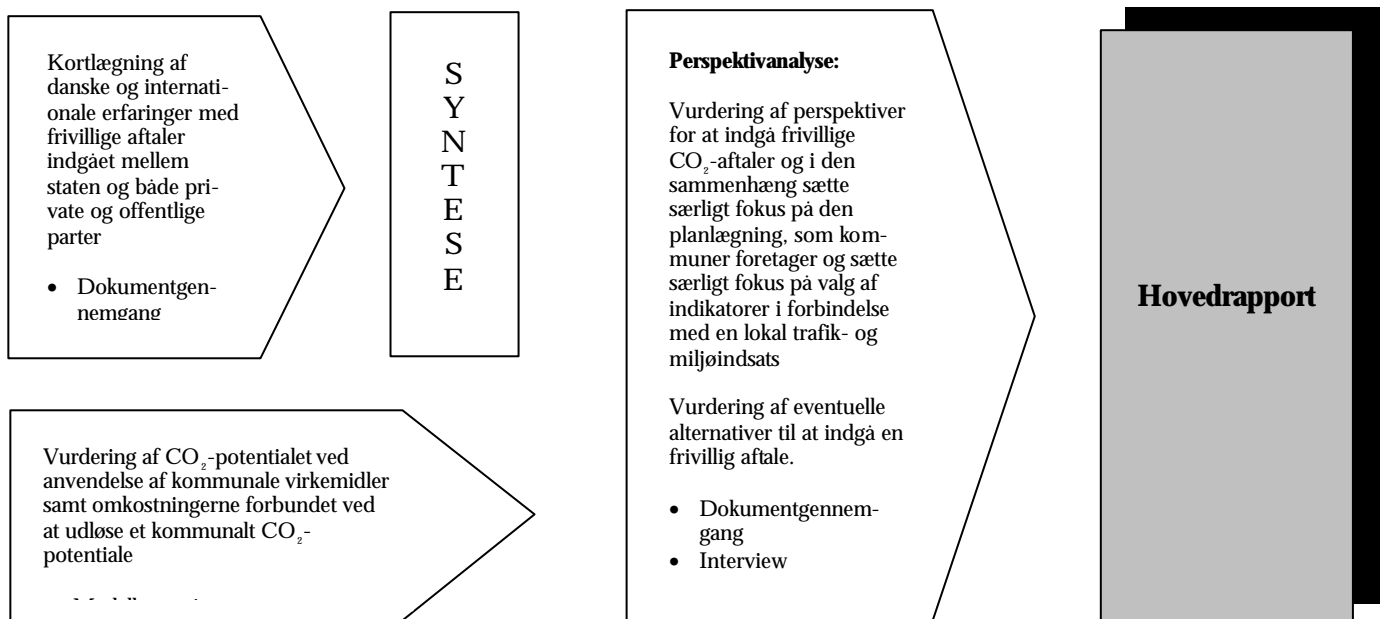 Kortlægning af
danske og internati-
onale erfaringer med
frivillige aftaler
indgået mellem
staten og både pri-
vate og offentlige
parter
• Dokumentgen-
nemgang
S
Y
N
T
E
S
E
Vurdering af CO₂-potentialet ved
anvendelse af kommunale virkemidler
samt omkostningerne forbundet ved
at udløse et kommunalt CO₂-
potentiale
Perspektivanalyse:
Vurdering af perspektiver
for at indgå frivillige
CO₂-aftaler og i den
sammenhæng sætte
særligt fokus på den
planlægning, som kom-
muner foretager og sætte
særligt fokus på valg af
indikatorer i forbindelse
med en lokal trafik- og
miljøindsats
Vurdering af eventuelle
alternativer til at indgå en
frivillig aftale.
• Dokumentgennem-
gang
• Interview
Hovedrapport